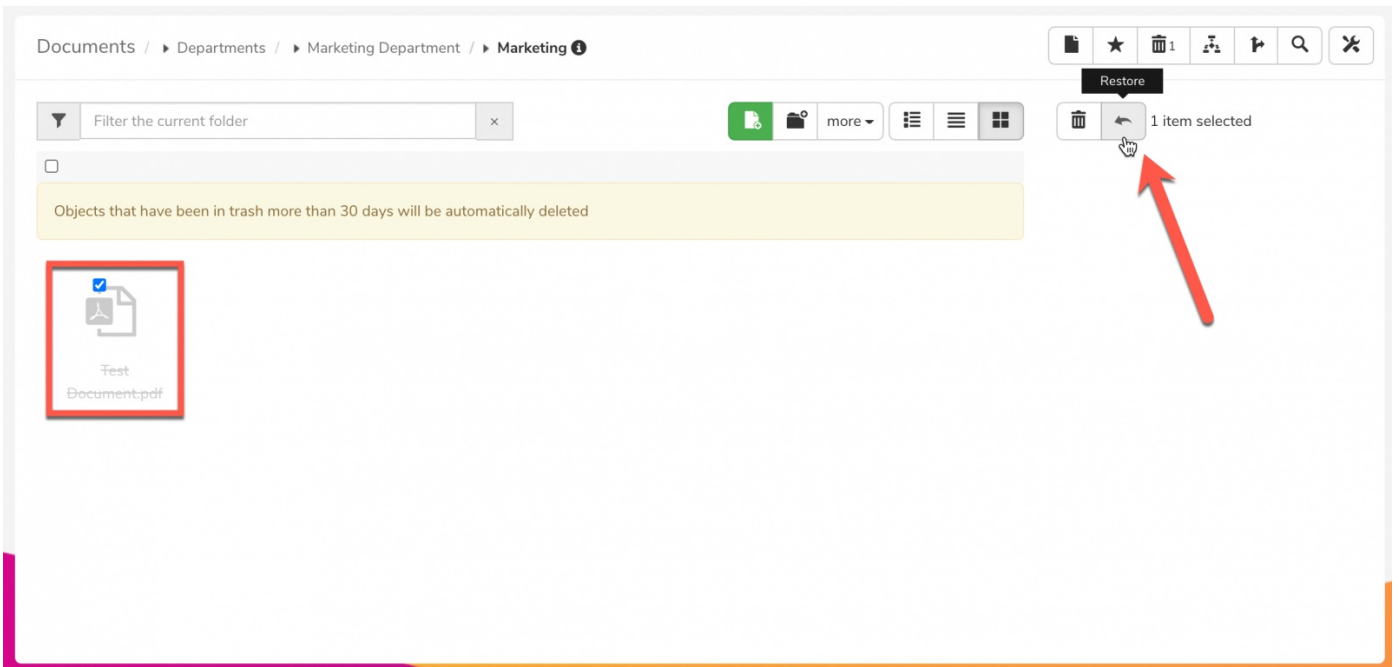 Documents / Departments / Marketing Department / Marketing
1
Restore
Filter the current folder
×
more
1 item selected
Objects that have been in trash more than 30 days will be automatically deleted
Test
Document.pdf